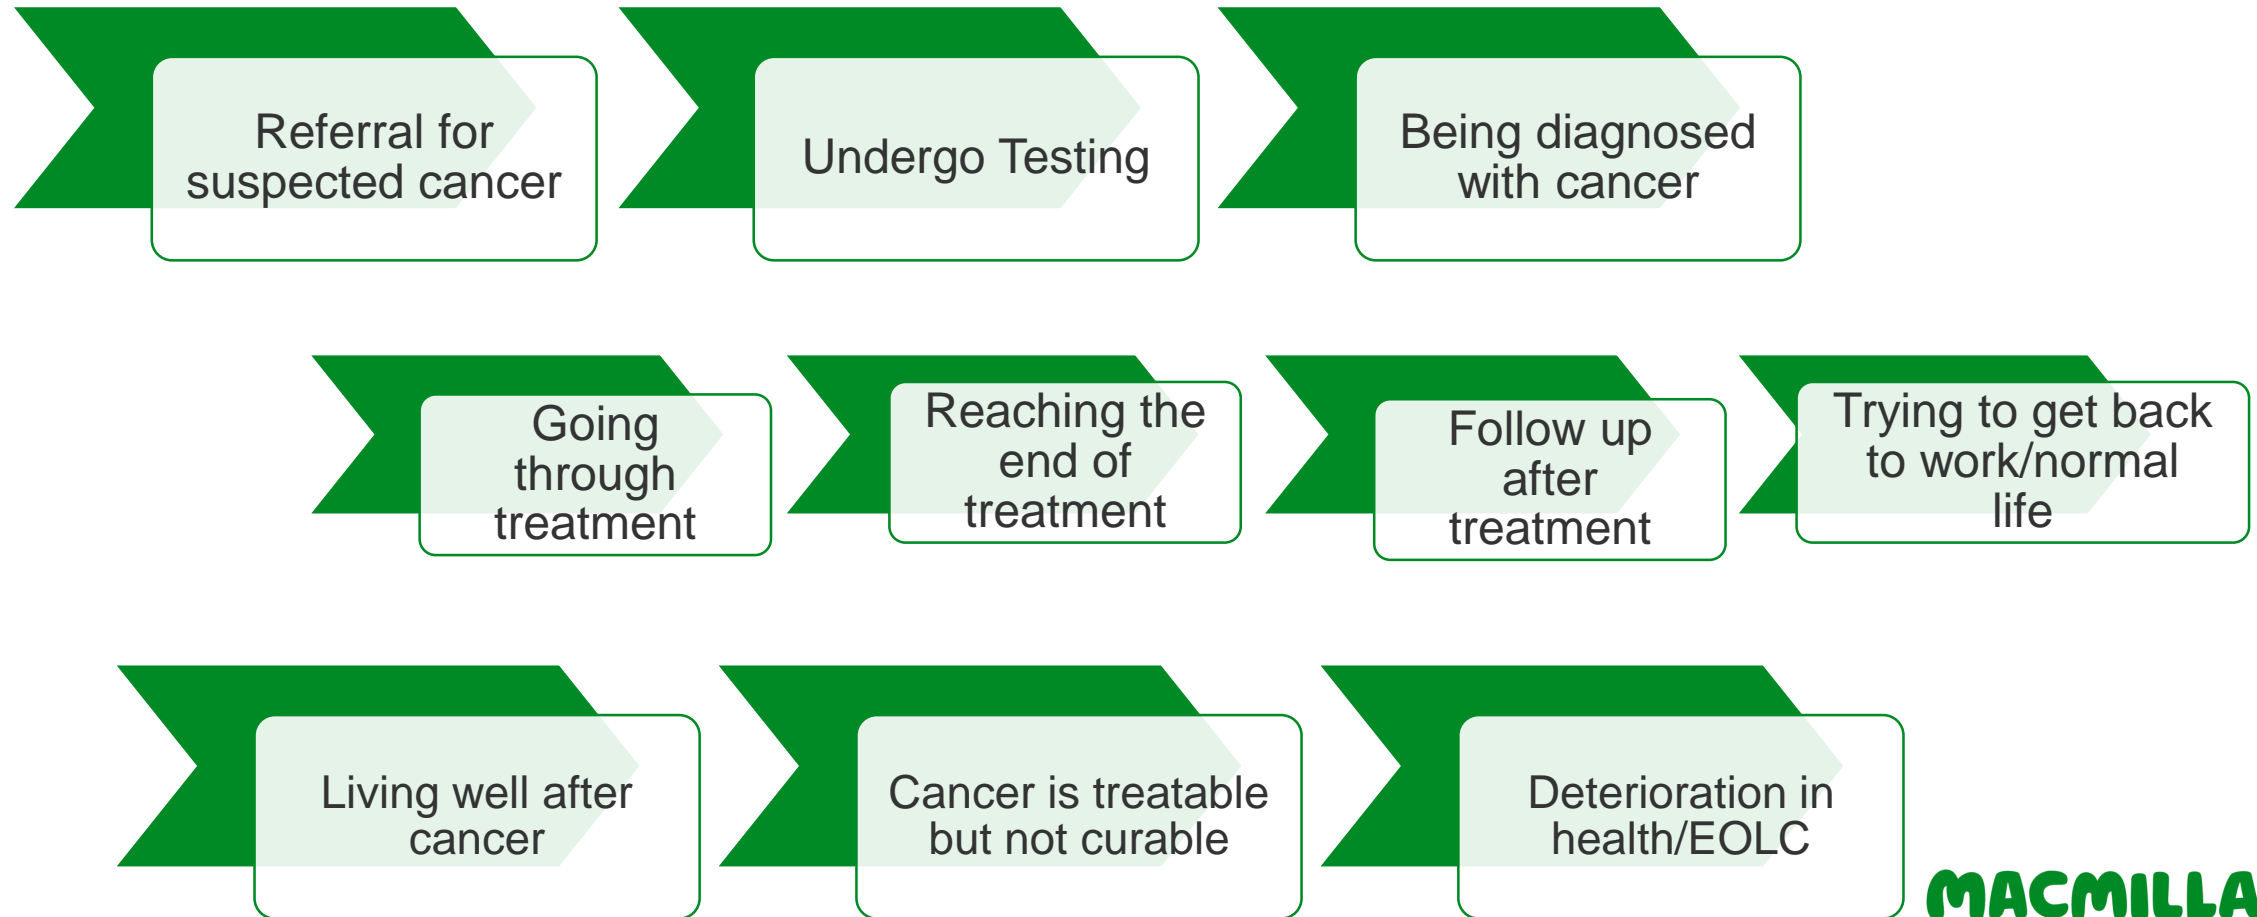 Referral for
suspected cancer
Undergo Testing
Being diagnosed
with cancer
Going
through
treatment
Reaching the
end of
treatment
Follow up
after
treatment
Trying to get back
to work/normal
life
Living well after
cancer
Cancer is treatable
but not curable
Deterioration in
health/EOLC
MACMILLA